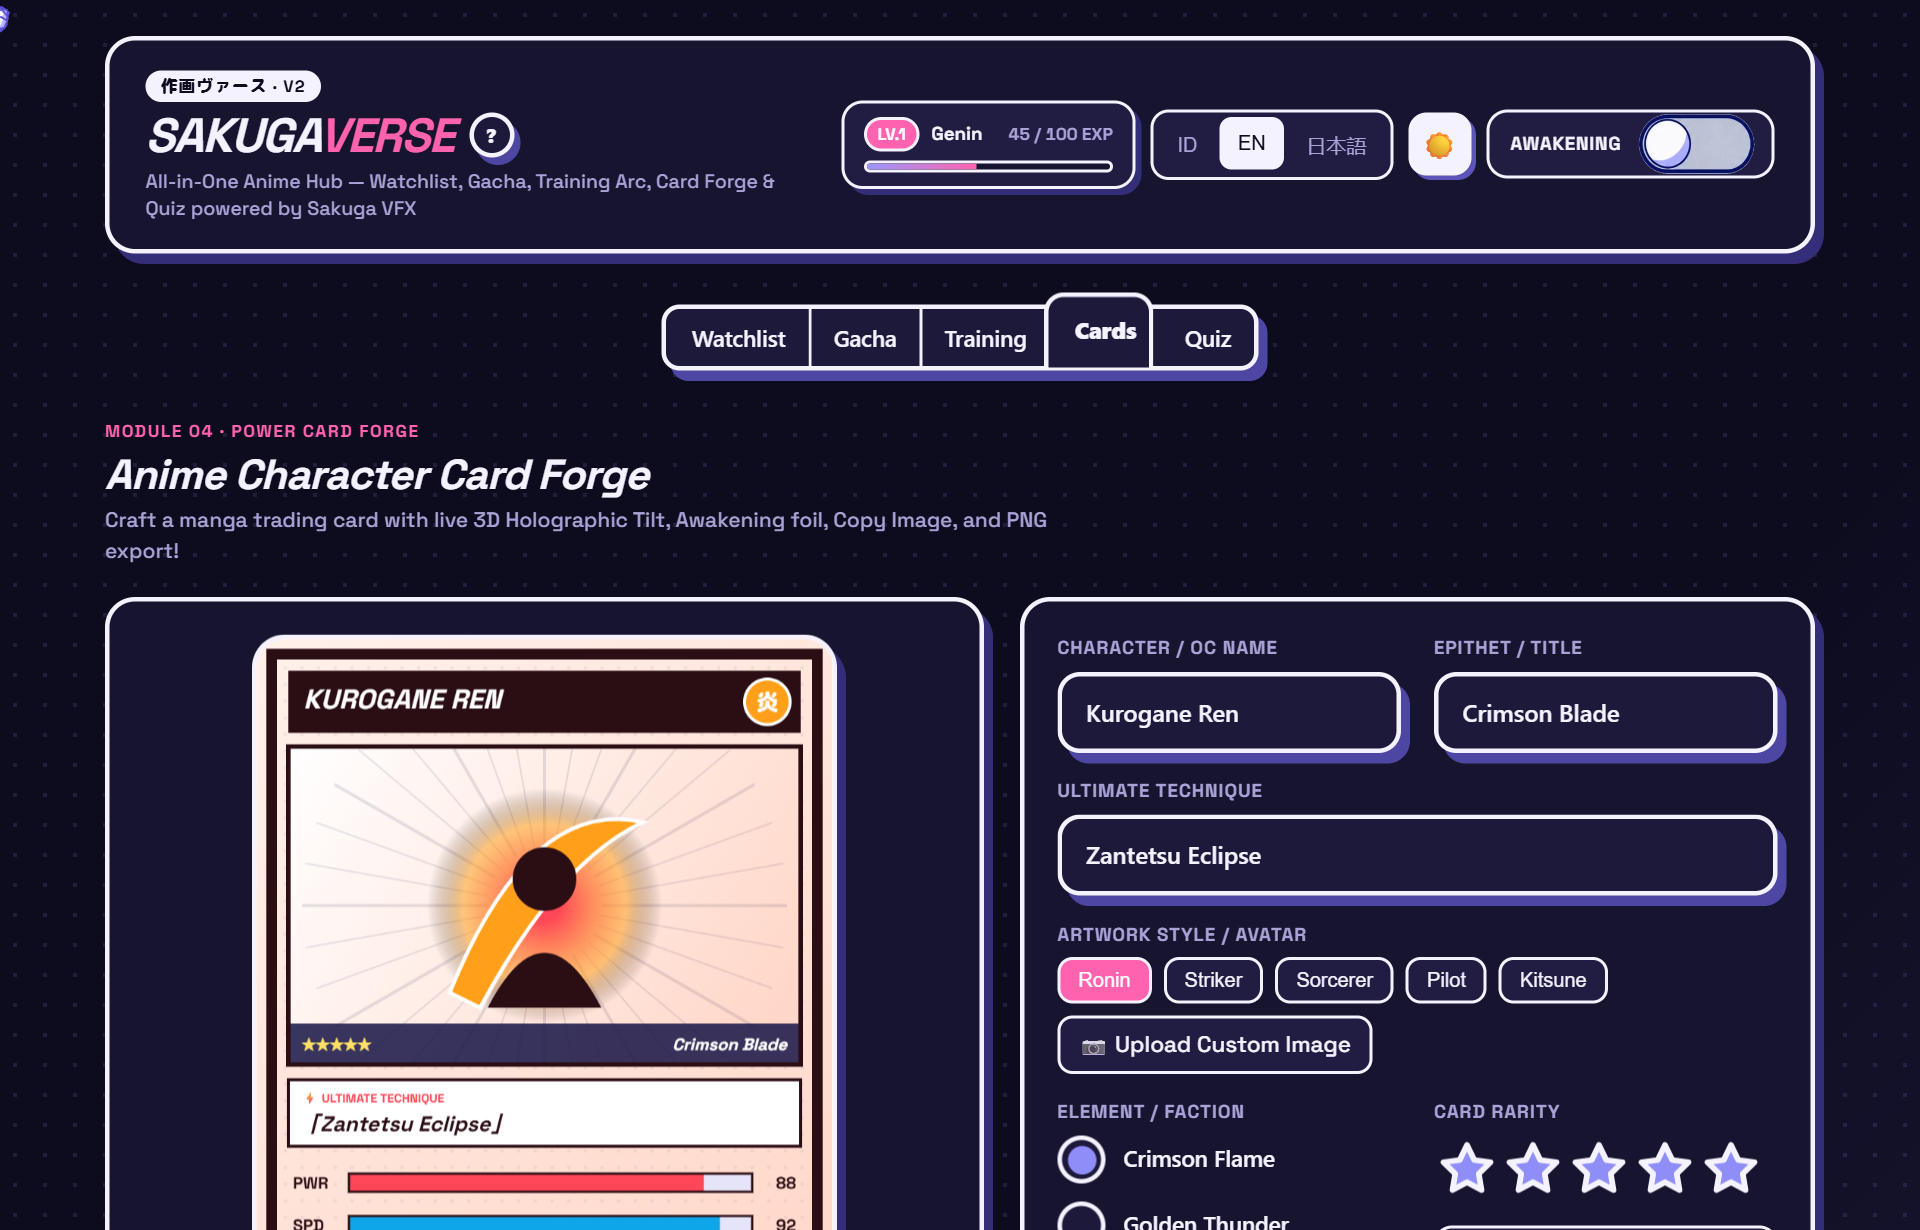 作画ヴァース · V2
SAKUGAVERSE ?
All-in-One Anime Hub — Watchlist, Gacha, Training Arc, Card Forge &
Quiz powered by Sakuga VFX
LV.1 Genin 45 / 100 EXP
ID EN 日本語
AWAKENING
Watchlist Gacha Training Cards Quiz
MODULE 04 · POWER CARD FORGE
Anime Character Card Forge
Craft a manga trading card with live 3D Holographic Tilt, Awakening foil, Copy Image, and PNG
export!
KUROGANE REN 炎
★★★★★ Crimson Blade
ULTIMATE TECHNIQUE
「Zantetsu Eclipse」
PWR 88
SPD 92
CHARACTER / OC NAME
Kurogane Ren
EPITHET / TITLE
Crimson Blade
ULTIMATE TECHNIQUE
Zantetsu Eclipse
ARTWORK STYLE / AVATAR
Ronin Striker Sorcerer Pilot Kitsune
Upload Custom Image
ELEMENT / FACTION
Crimson Flame
Golden Thunder
CARD RARITY